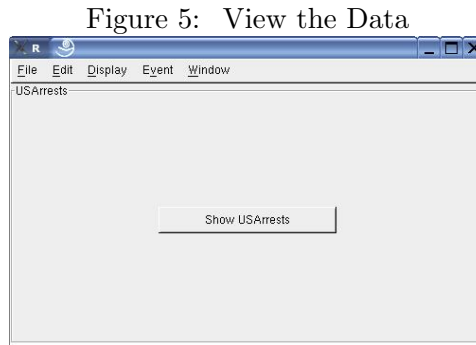 Figure 5: View the Data
R
File Edit Display Event Window
USArrests
Show USArrests